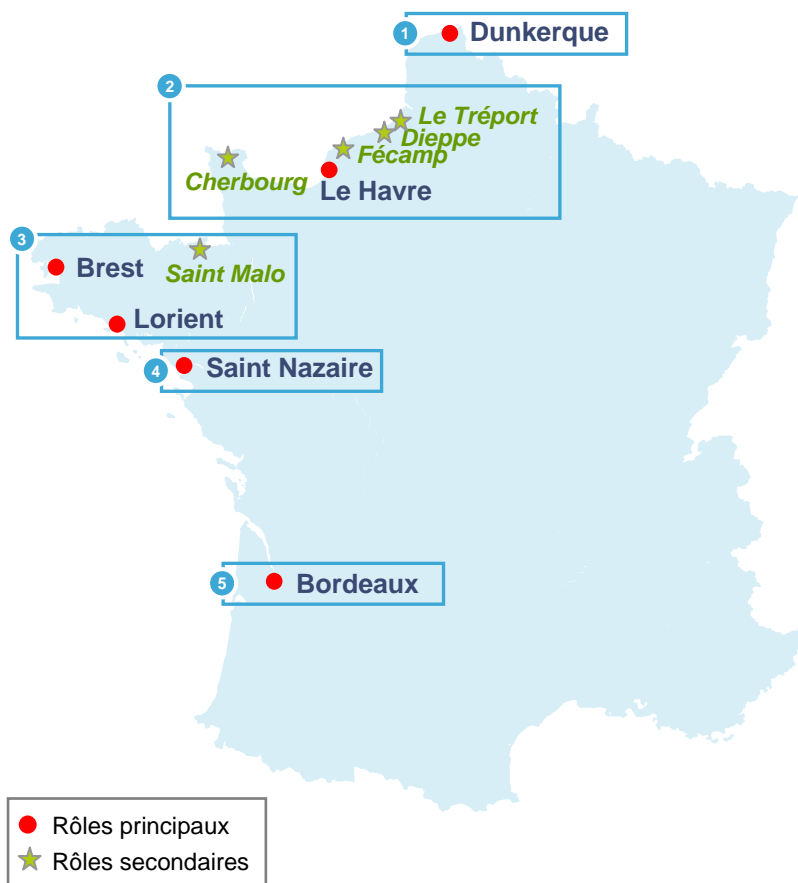 1 Dunkerque
2
Le Tréport
Dieppe
Fécamp
Cherbourg
Le Havre
3
Brest
Saint Malo
Lorient
4 Saint Nazaire
5 Bordeaux
Rôles principaux
Rôles secondaires